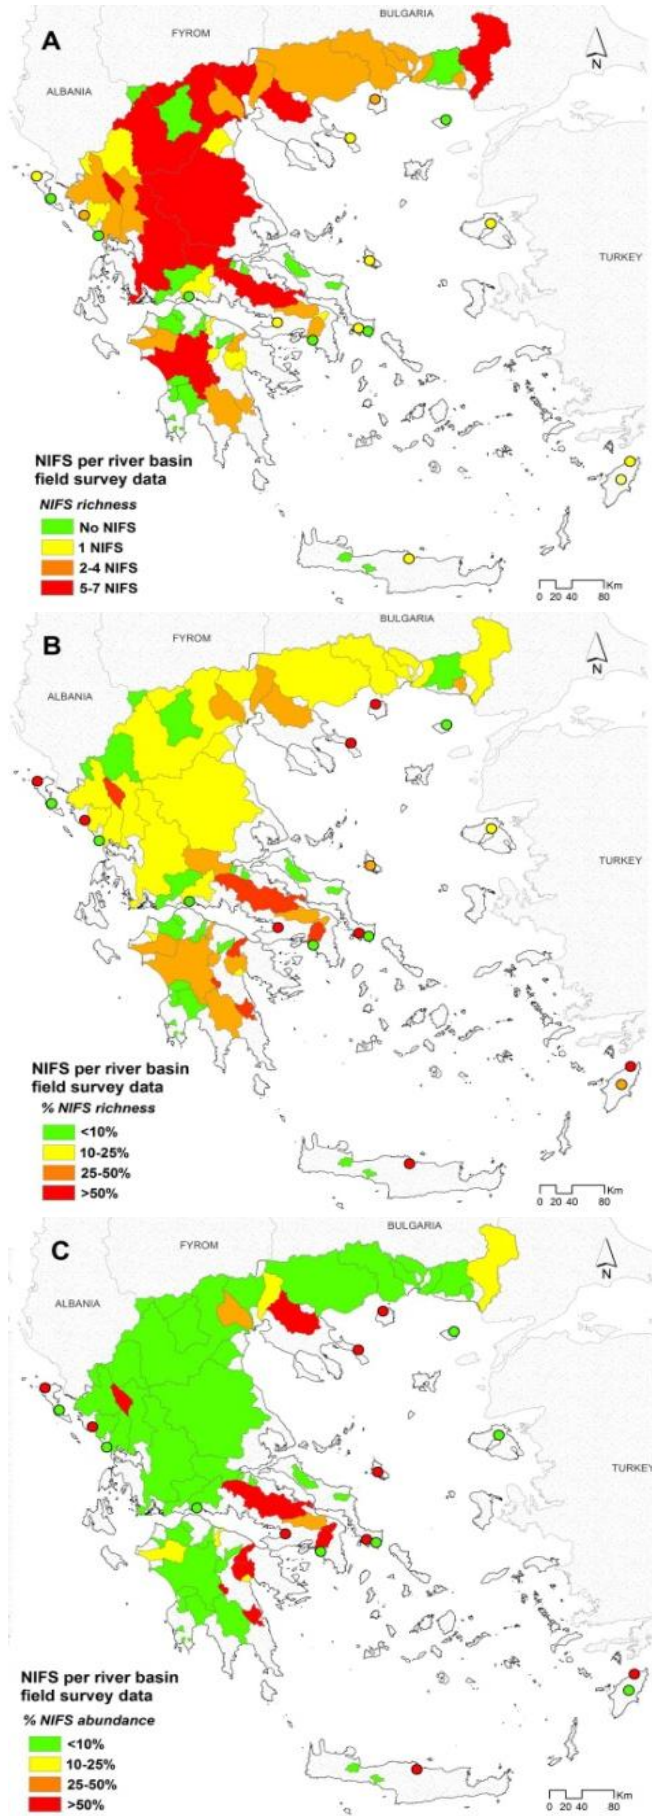 BULGARIA
A
FYROM
N
ALBANIA
TURKEY
NIFS per river basin
field survey data
NIFS richness
No NIFS
1 NIFS
2-4 NIFS
5-7 NIFS
Km
0 20 40 80
BULGARIA
B
FYROM
N
ALBANIA
TURKEY
NIFS per river basin
field survey data
% NIFS richness
<10%
10-25%
25-50%
>50%
Km
0 20 40 80
BULGARIA
C
FYROM
N
ALBANIA
TURKEY
NIFS per river basin
field survey data
% NIFS abundance
<10%
10-25%
25-50%
>50%
Km
0 20 40 80